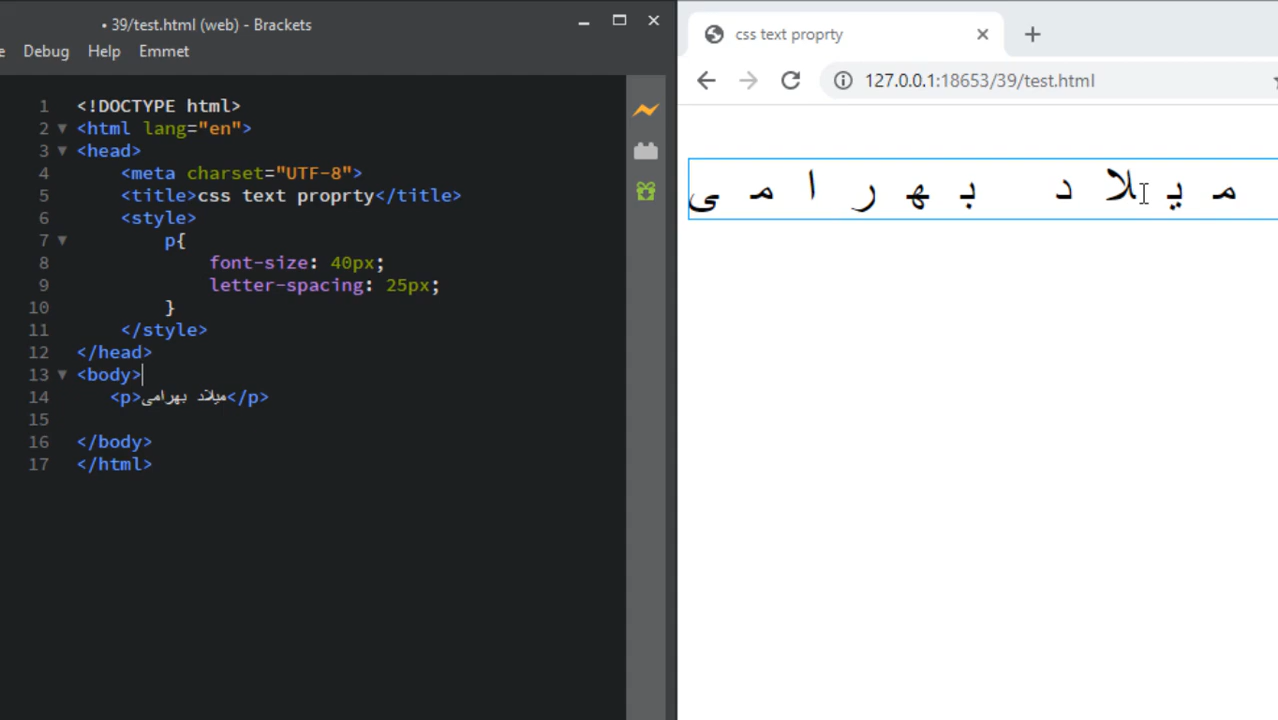 • 39/test.html (web) - Brackets
Debug Help Emmet
1 <!DOCTYPE html>
2 <html lang="en">
3 <head>
4 <meta charset="UTF-8">
5 <title>css text proprty</title>
6 <style>
7 p{
8 font-size: 40px;
9 letter-spacing: 25px;
10 }
11 </style>
12 </head>
13 <body>
14 <p>میلاد بهرامی</p>
15
16 </body>
17 </html>
css text proprty
127.0.0.1:18653/39/test.html
میلاد بهرامی